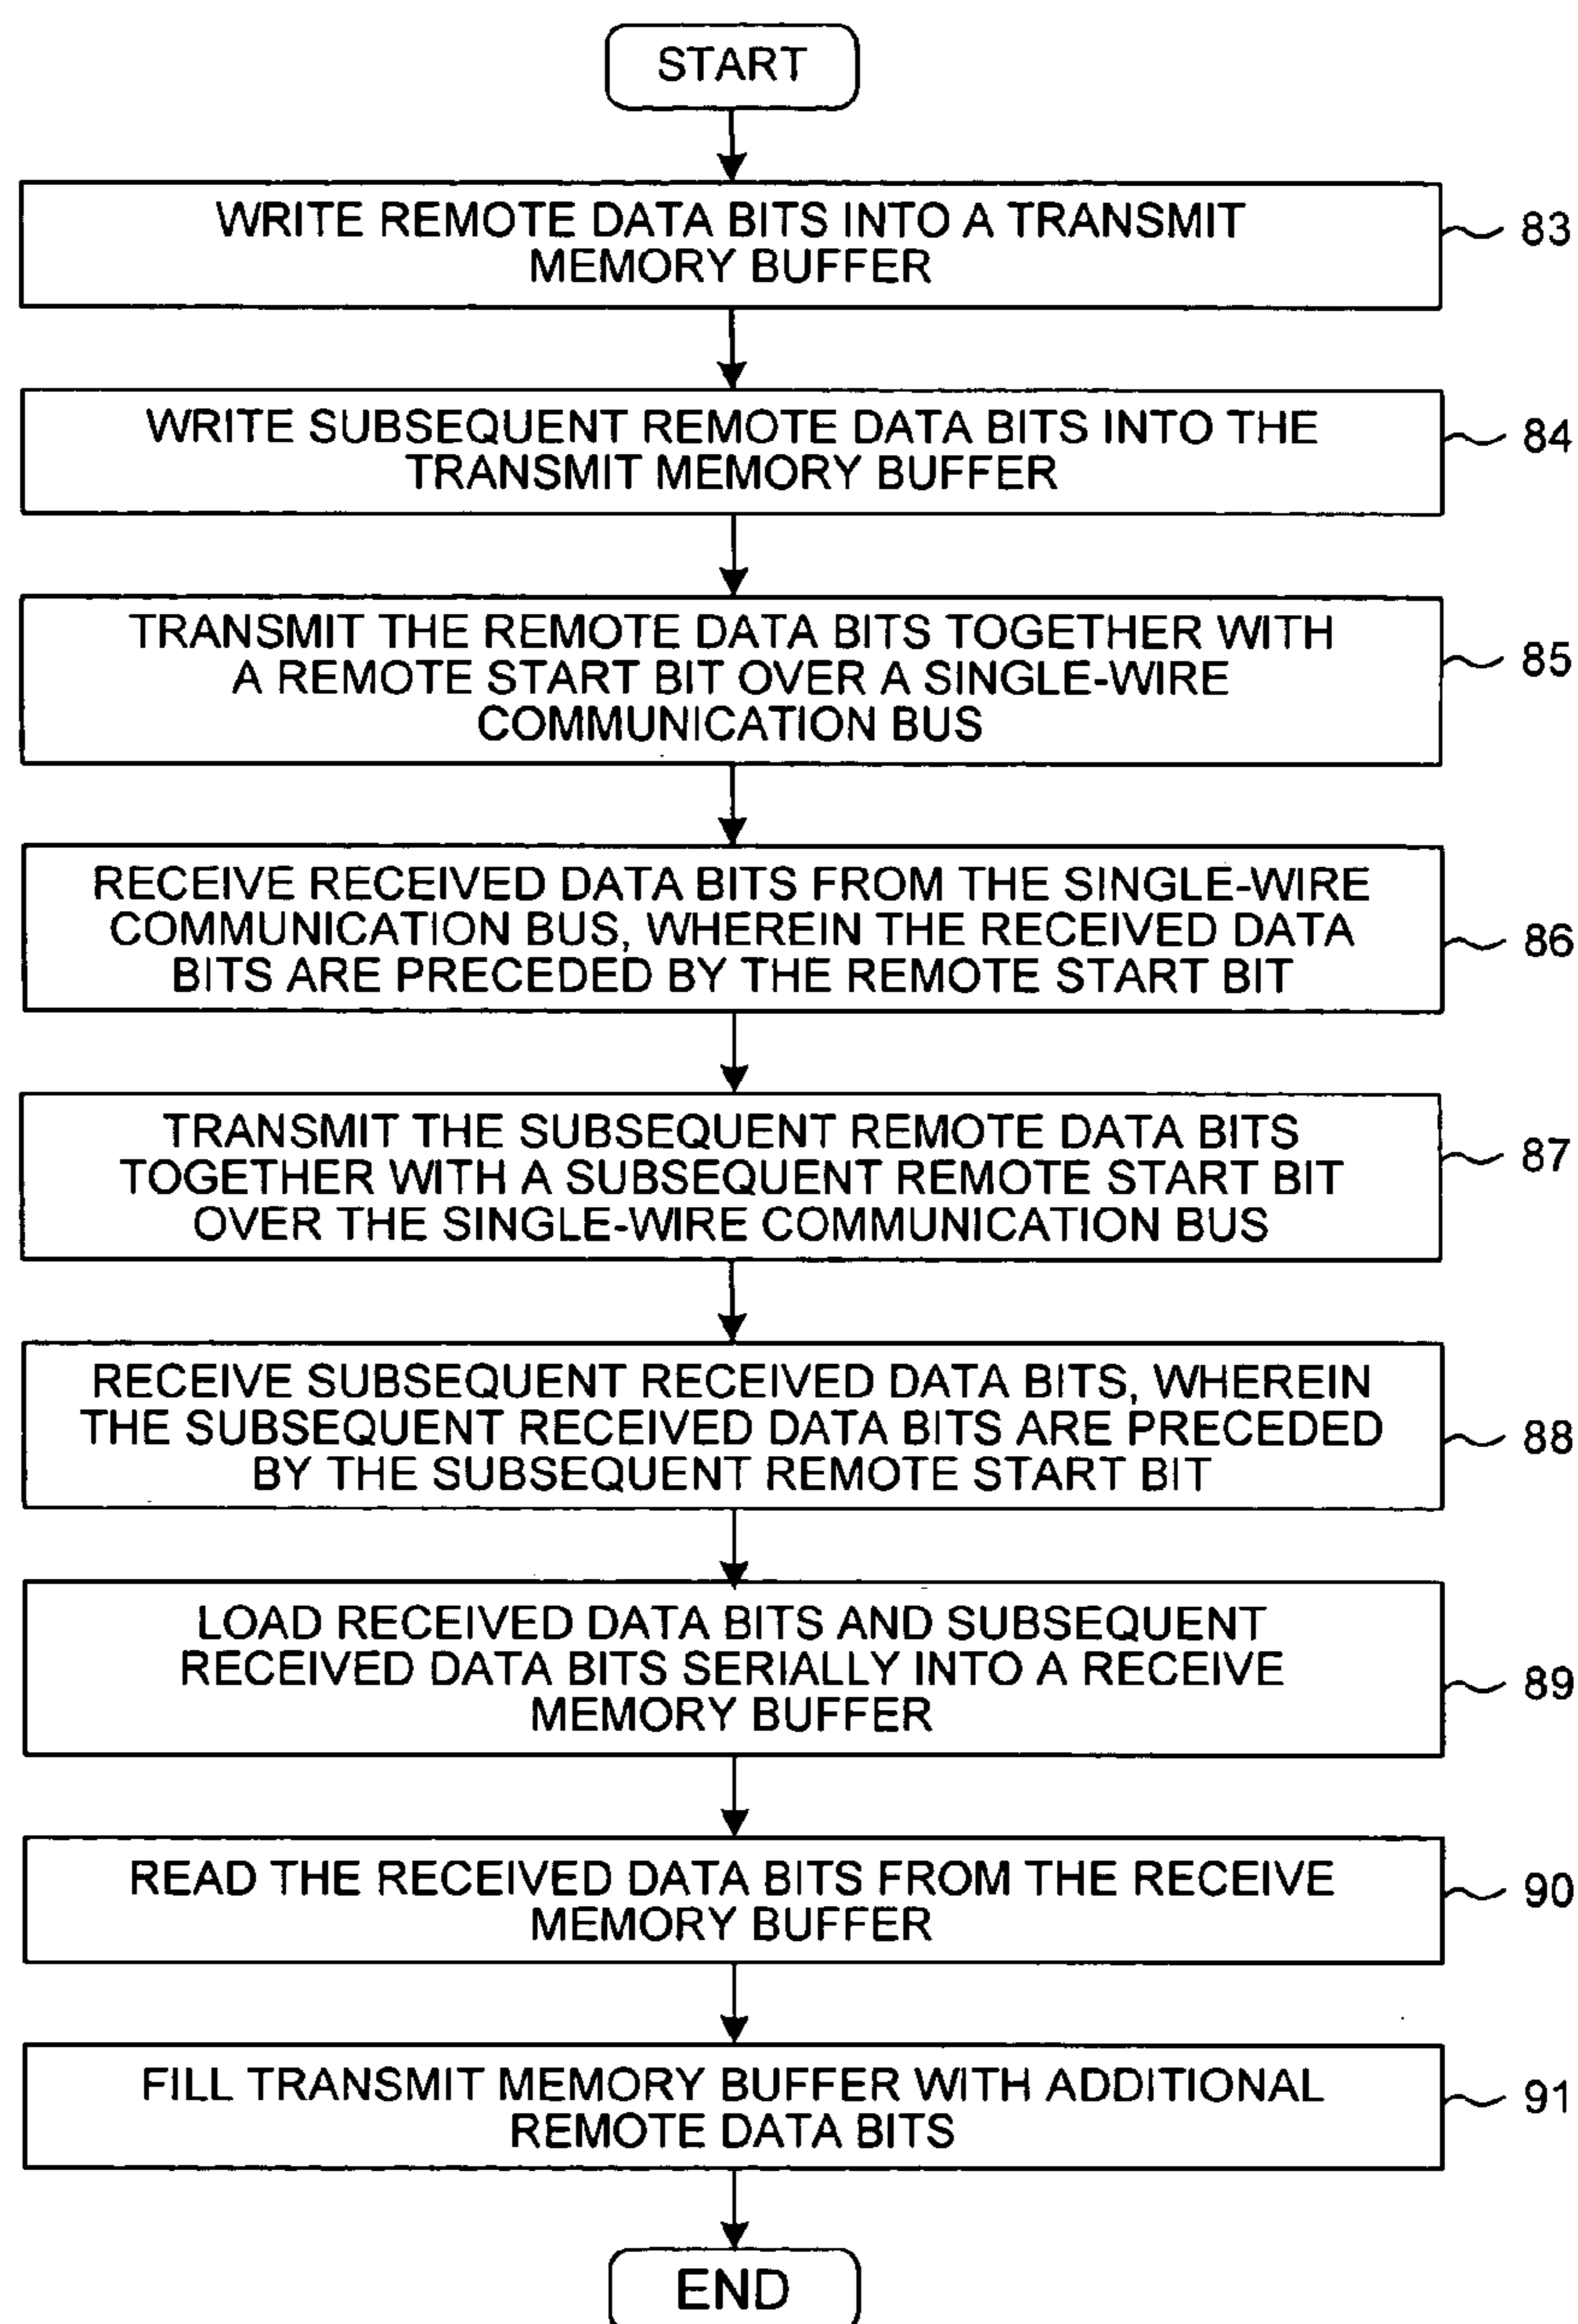 START
WRITE REMOTE DATA BITS INTO A TRANSMIT
MEMORY BUFFER
83
WRITE SUBSEQUENT REMOTE DATA BITS INTO THE
TRANSMIT MEMORY BUFFER
84
TRANSMIT THE REMOTE DATA BITS TOGETHER WITH
A REMOTE START BIT OVER A SINGLE-WIRE
COMMUNICATION BUS
85
RECEIVE RECEIVED DATA BITS FROM THE SINGLE-WIRE
COMMUNICATION BUS, WHEREIN THE RECEIVED DATA
BITS ARE PRECEDED BY THE REMOTE START BIT
86
TRANSMIT THE SUBSEQUENT REMOTE DATA BITS
TOGETHER WITH A SUBSEQUENT REMOTE START BIT
OVER THE SINGLE-WIRE COMMUNICATION BUS
87
RECEIVE SUBSEQUENT RECEIVED DATA BITS, WHEREIN
THE SUBSEQUENT RECEIVED DATA BITS ARE PRECEDED
BY THE SUBSEQUENT REMOTE START BIT
88
LOAD RECEIVED DATA BITS AND SUBSEQUENT
RECEIVED DATA BITS SERIALLY INTO A RECEIVE
MEMORY BUFFER
89
READ THE RECEIVED DATA BITS FROM THE RECEIVE
MEMORY BUFFER
90
FILL TRANSMIT MEMORY BUFFER WITH ADDITIONAL
REMOTE DATA BITS
91
END